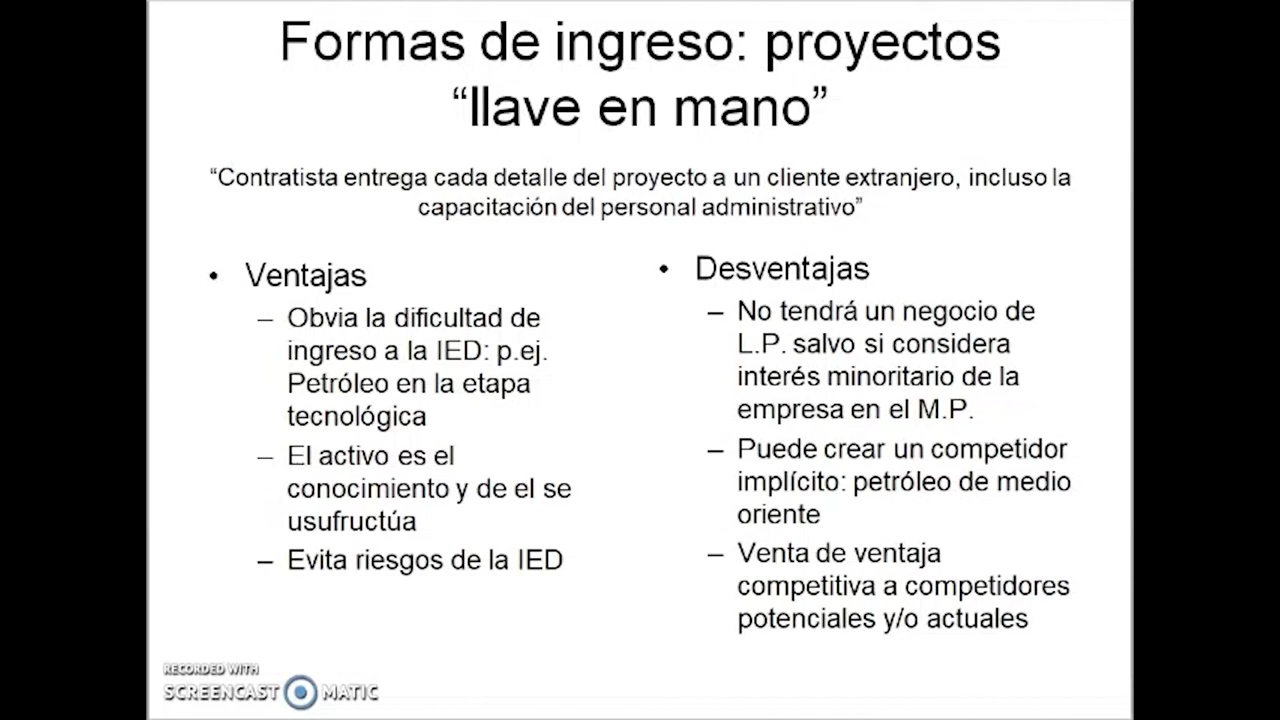 Formas de ingreso: proyectos
“llave en mano”
“Contratista entrega cada detalle del proyecto a un cliente extranjero, incluso la
capacitación del personal administrativo”
• Ventajas
– Obvia la dificultad de
ingreso a la IED: p.ej.
Petróleo en la etapa
tecnológica
– El activo es el
conocimiento y de el se
usufructúa
– Evita riesgos de la IED
• Desventajas
– No tendrá un negocio de
L.P. salvo si considera
interés minoritario de la
empresa en el M.P.
– Puede crear un competidor
implícito: petróleo de medio
oriente
– Venta de ventaja
competitiva a competidores
potenciales y/o actuales
RECORDED WITH
SCREENCAST MATIC